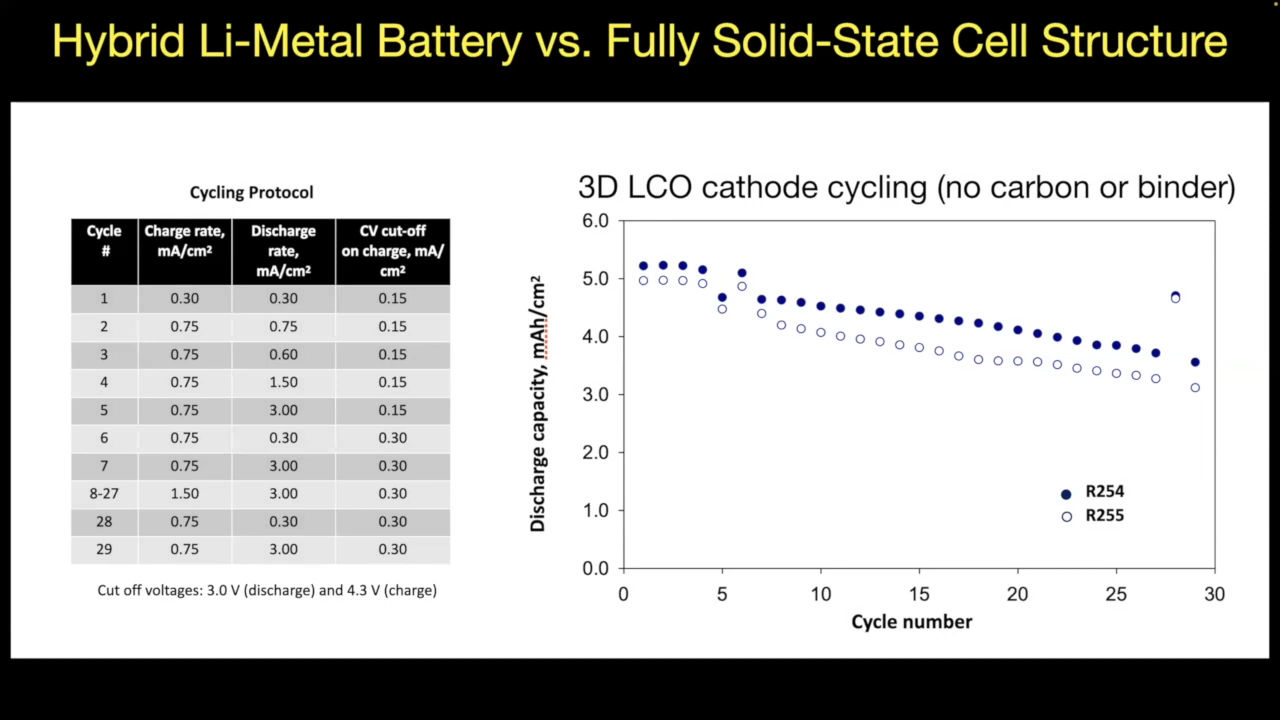 Hybrid Li-Metal Battery vs. Fully Solid-State Cell Structure
Cycling Protocol
Cycle # Charge rate, mA/cm² Discharge rate, mA/cm² CV cut-off on charge, mA/cm²
1 0.30 0.30 0.15
2 0.75 0.75 0.15
3 0.75 0.60 0.15
4 0.75 1.50 0.15
5 0.75 3.00 0.15
6 0.75 0.30 0.30
7 0.75 3.00 0.30
8-27 1.50 3.00 0.30
28 0.75 0.30 0.30
29 0.75 3.00 0.30
Cut off voltages: 3.0 V (discharge) and 4.3 V (charge)
3D LCO cathode cycling (no carbon or binder)
Discharge capacity, mAh/cm²
6.0
5.0
4.0
3.0
2.0
1.0
0.0
R254
R255
0 5 10 15 20 25 30
Cycle number